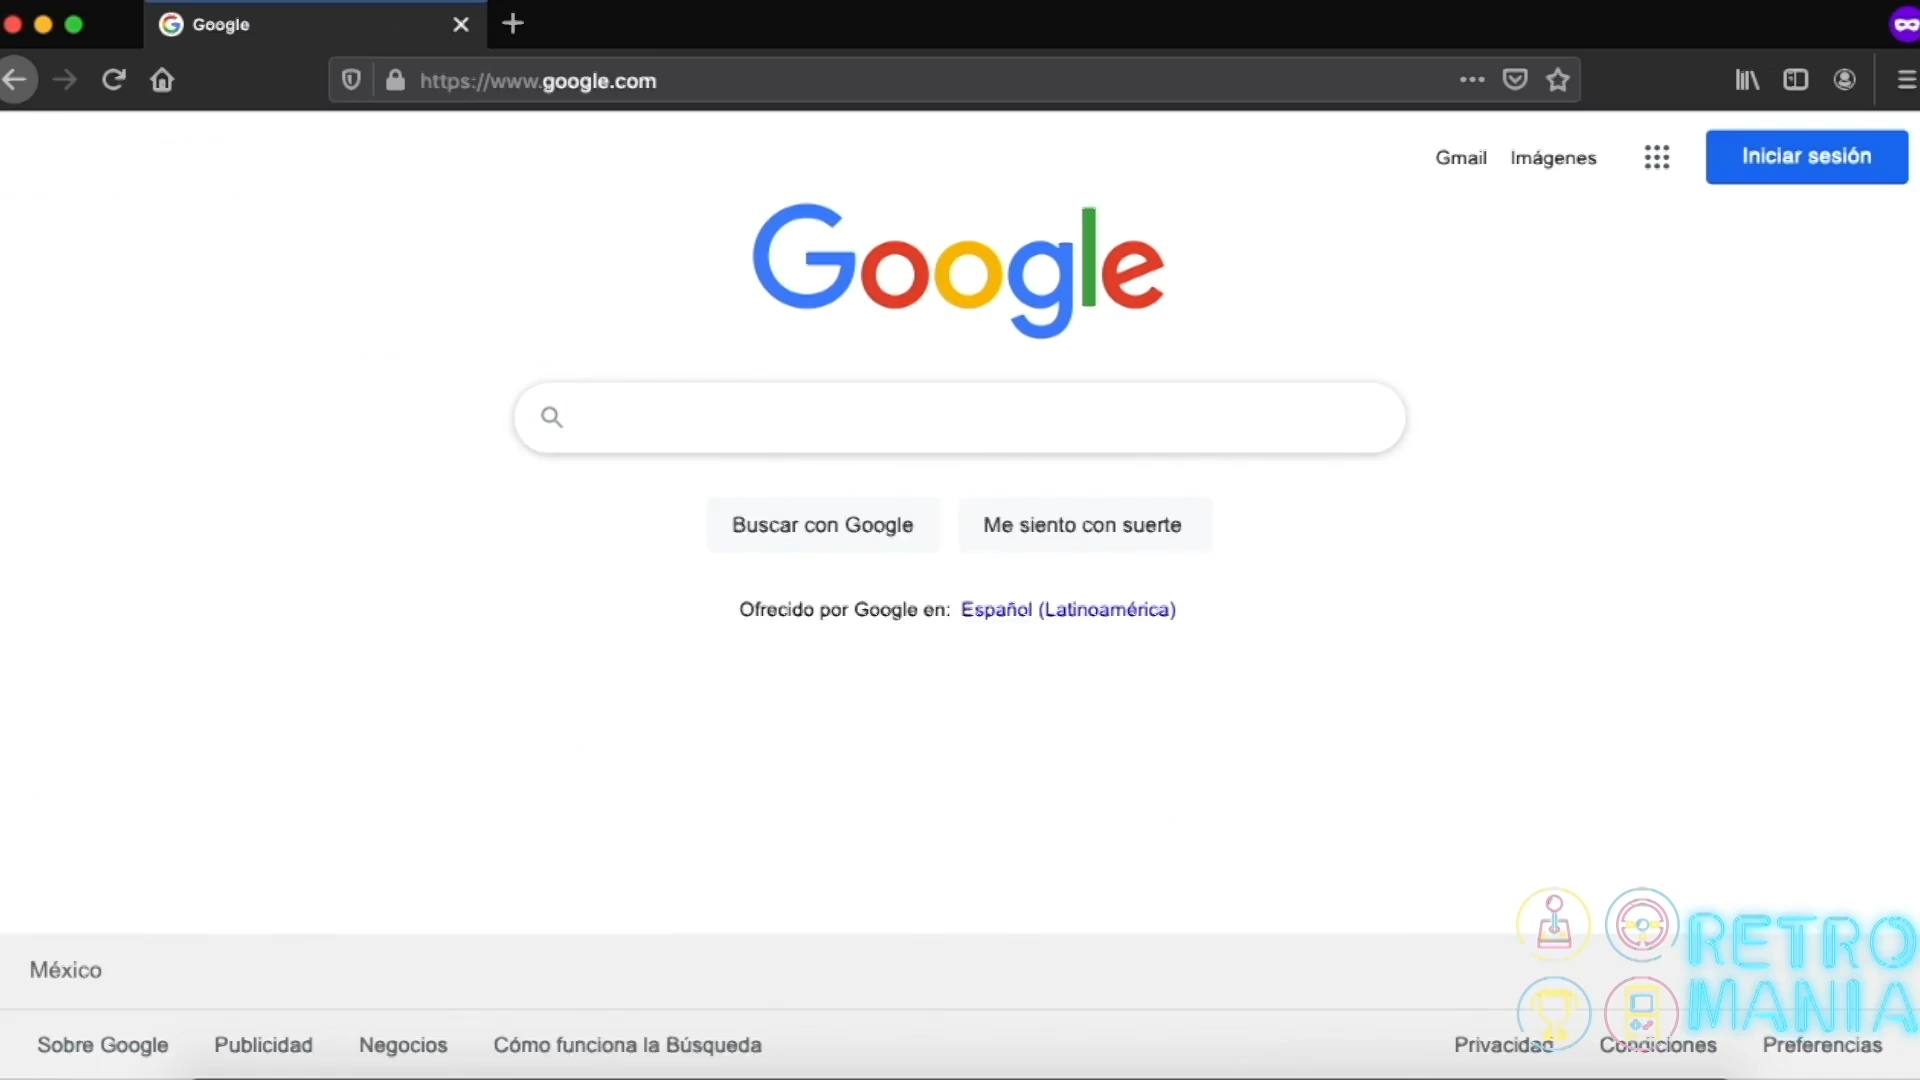 Google
https://www.google.com
Gmail Imágenes Iniciar sesión
Google
Buscar con Google Me siento con suerte
Ofrecido por Google en: Español (Latinoamérica)
RETRO
MANIA
México
Sobre Google Publicidad Negocios Cómo funciona la Búsqueda Privacidad Condiciones Preferencias